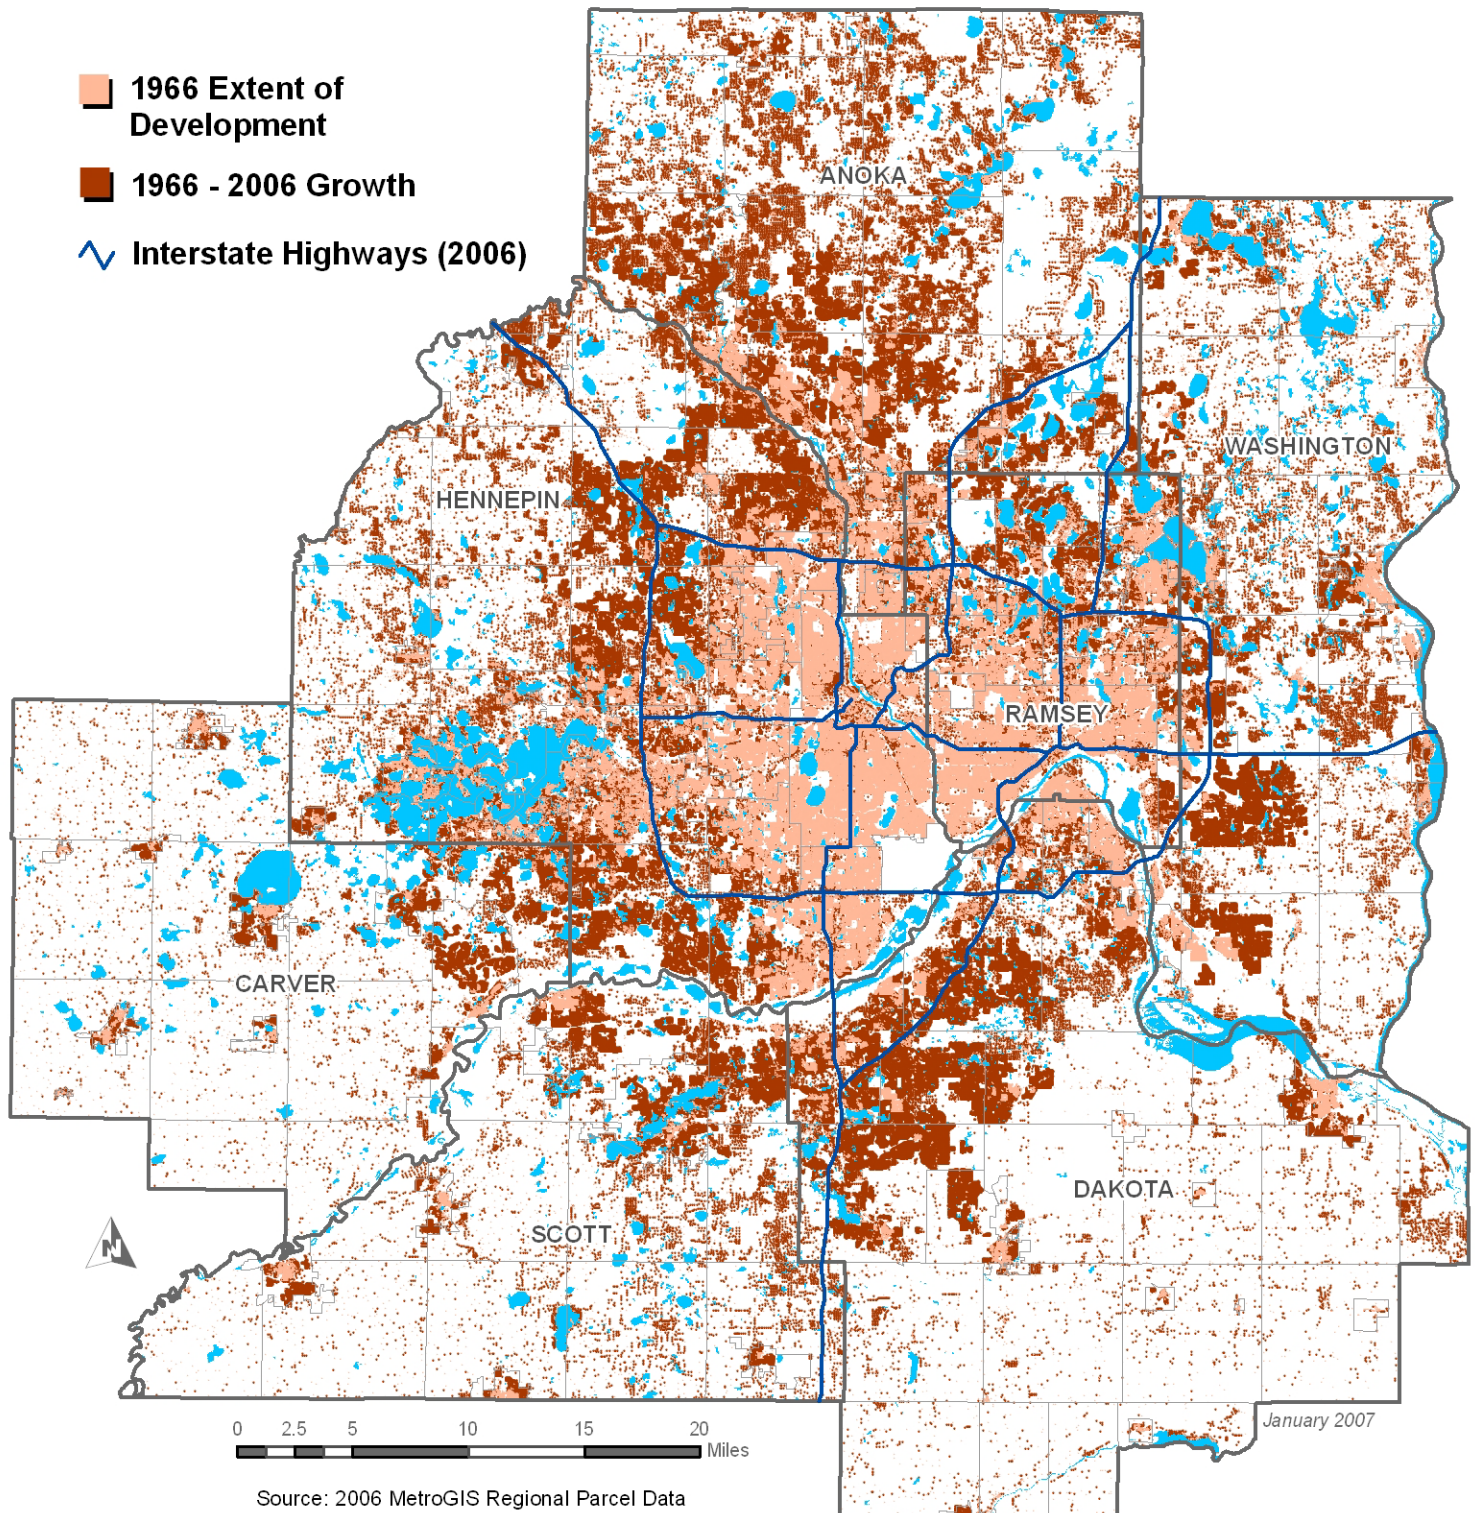 1966 Extent of
Development
1966 - 2006 Growth
Interstate Highways (2006)
ANOKA
WASHINGTON
HENNEPIN
RAMSEY
CARVER
DAKOTA
SCOTT
N
January 2007
0 2.5 5 10 15 20
Miles
Source: 2006 MetroGIS Regional Parcel Data